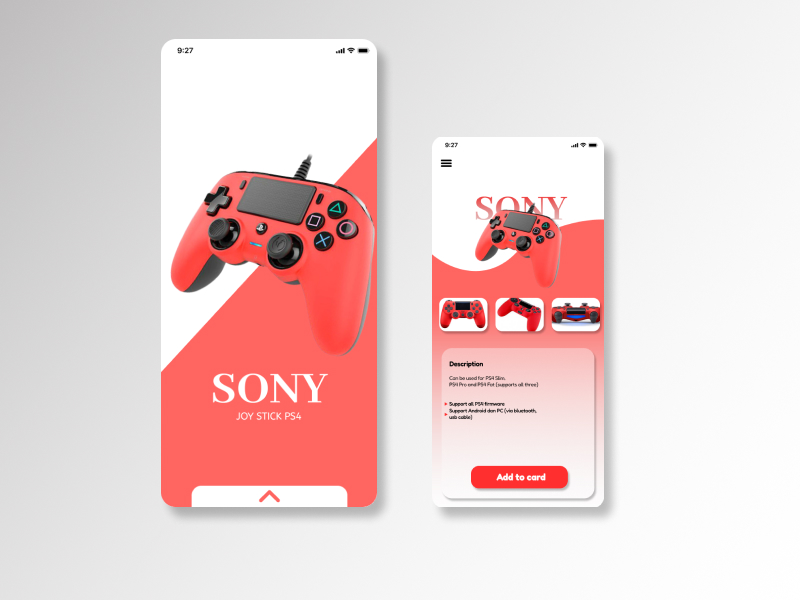 9:27
SONY
JOY STICK PS4
9:27
SONY
Description
Can be used for PS4 Slim,
PS4 Pro and PS4 Fat (supports all three)
Support all PS4 firmware
Support Android dan PC (via bluetooth,
usb cable)
Add to card